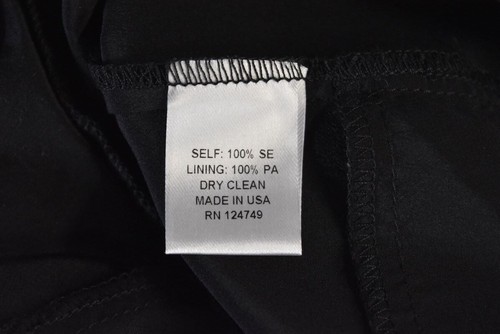 SELF: 100% SE
LINING: 100% PA
DRY CLEAN
MADE IN USA
RN 124749